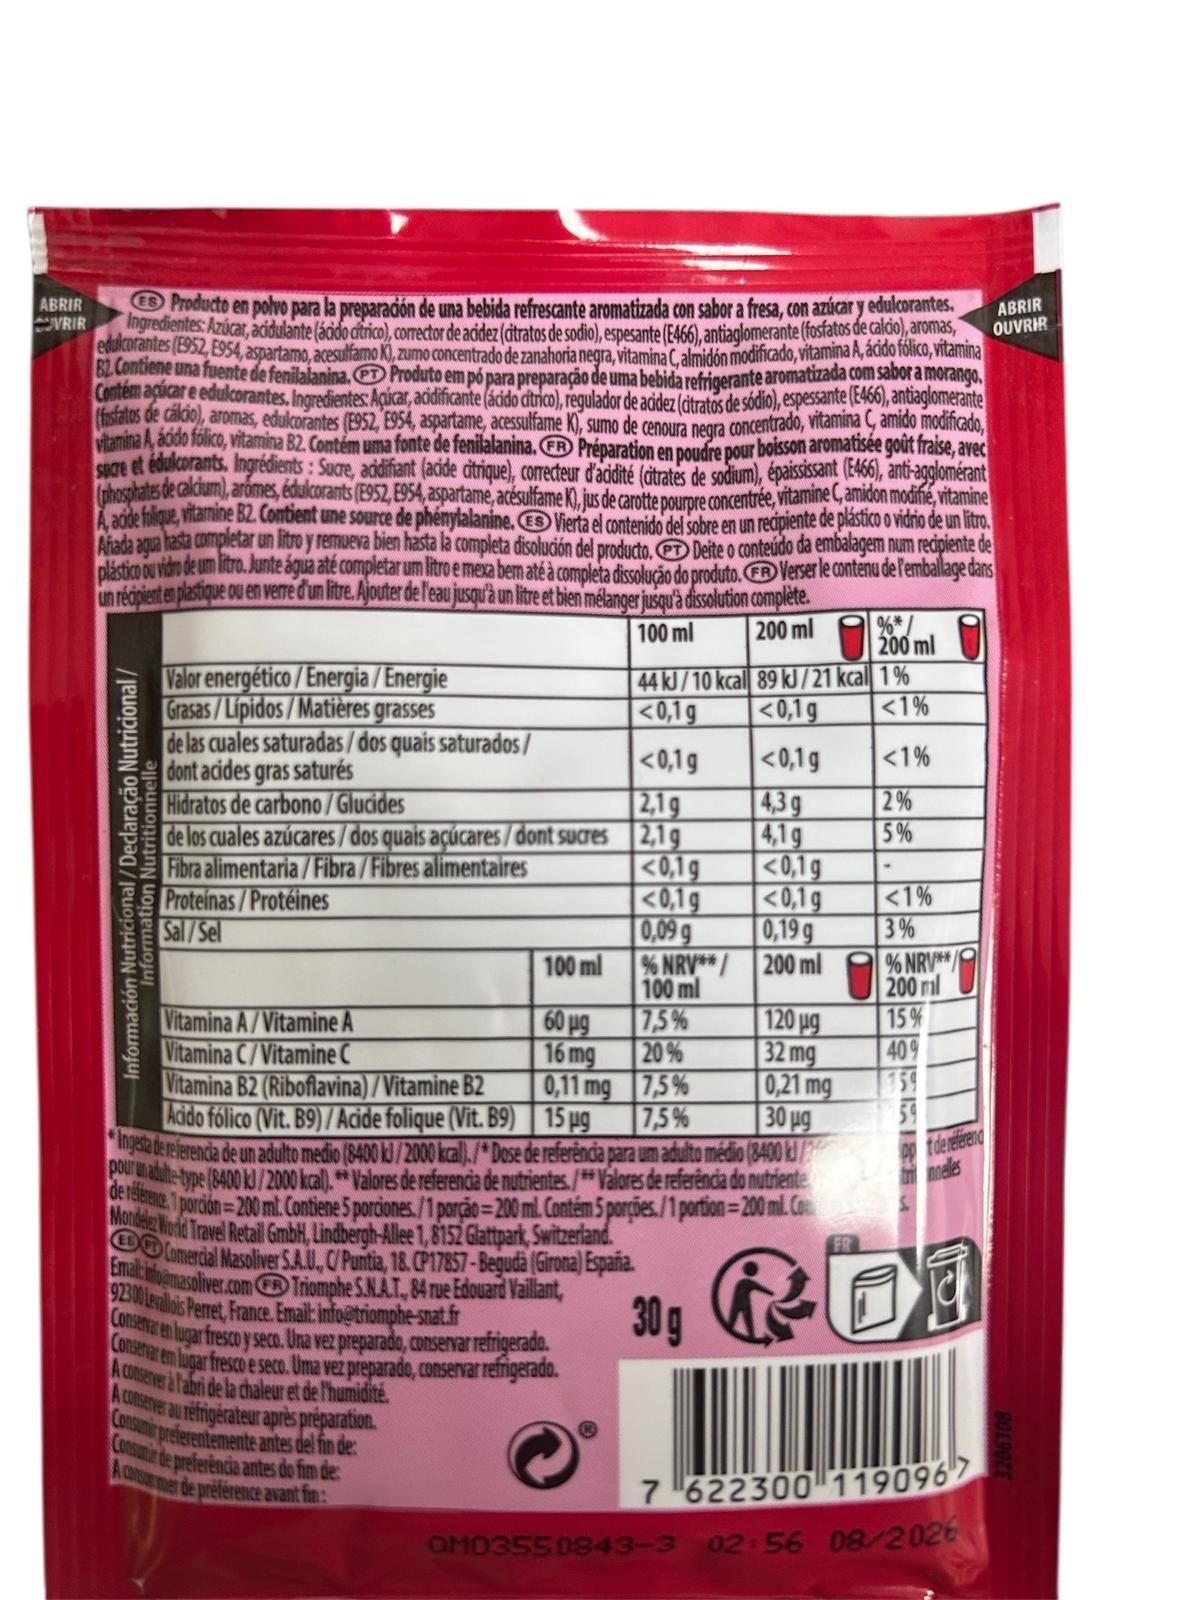 ABRIR
OUVRIR
ABRIR
OUVRIR
ES Producto en polvo para la preparación de una bebida refrescante aromatizada con sabor a fresa, con azúcar y edulcorantes.
Ingredientes: Azúcar, acidulante (ácido cítrico), corrector de acidez (citratos de sodio), espesante (E466), antiaglomerante (fosfatos de calcio), aromas,
edulcorantes (E952, E954, aspartamo, acesulfamo K), zumo concentrado de zanahoria negra, vitamina C, almidón modificado, vitamina A, ácido fólico, vitamina
B2. Contiene una fuente de fenilalanina. PT Produto em pó para preparação de uma bebida refrigerante aromatizada com sabor a morango.
Contém açúcar e edulcorantes. Ingredientes: Açúcar, acidificante (ácido cítrico), regulador de acidez (citratos de sódio), espessante (E466), antiaglomerante
(fosfatos de cálcio), aromas, edulcorantes (E952, E954, aspartame, acessulfame K), sumo de cenoura negra concentrado, vitamina C, amido modificado,
vitamina A, ácido fólico, vitamina B2. Contém uma fonte de fenilalanina. FR Préparation en poudre pour boisson aromatisée goût fraise, avec
sucre et édulcorants. Ingrédients : Sucre, acidifiant (acide citrique), correcteur d'acidité (citrates de sodium), épaississant (E466), anti-agglomérant
(phosphates de calcium), arômes, édulcorants (E952, E954, aspartame, acésulfame K), jus de carotte pourpre concentrée, vitamine C, amidon modifié, vitamine
A, acide folique, vitamine B2. Contient une source de phénylalanine. ES Vierta el contenido del sobre en un recipiente de plástico o vidrio de un litro.
Añada agua hasta completar un litro y remueva bien hasta la completa disolución del producto. PT Deite o conteúdo da embalagem num recipiente de
plástico ou vidro de um litro. Junte água até completar um litro e mexa bem até à completa dissolução do produto. FR Verser le contenu de l'emballage dans
un récipient en plastique ou en verre d'un litre. Ajouter de l'eau jusqu'à un litre et bien mélanger jusqu'à dissolution complète.
Información Nutricional / Declaração Nutricional /
Information Nutritionnelle
100 ml 200 ml %* / 200 ml
Valor energético / Energia / Energie 44 kJ / 10 kcal 89 kJ / 21 kcal 1 %
Grasas / Lípidos / Matières grasses <0,1 g <0,1 g <1 %
de las cuales saturadas / dos quais saturados /
dont acides gras saturés <0,1 g <0,1 g <1 %
Hidratos de carbono / Glucides 2,1 g 4,3 g 2 %
de los cuales azúcares / dos quais açúcares / dont sucres 2,1 g 4,1 g 5 %
Fibra alimentaria / Fibra / Fibres alimentaires <0,1 g <0,1 g -
Proteínas / Protéines <0,1 g <0,1 g <1 %
Sal / Sel 0,09 g 0,19 g 3 %
100 ml % NRV** / 100 ml 200 ml % NRV** / 200 ml
Vitamina A / Vitamine A 60 µg 7,5 % 120 µg 15 %
Vitamina C / Vitamine C 16 mg 20 % 32 mg 40 %
Vitamina B2 (Riboflavina) / Vitamine B2 0,11 mg 7,5 % 0,21 mg 15 %
Ácido fólico (Vit. B9) / Acide folique (Vit. B9) 15 µg 7,5 % 30 µg
* Ingesta de referencia de un adulto medio (8400 kJ / 2000 kcal). / * Dose de referência para um adulto médio (8400 kJ /
pour un adulte-type (8400 kJ / 2000 kcal). ** Valores de referencia de nutrientes. / ** Valores de referência do nutriente
de référence. 1 porción = 200 ml. Contiene 5 porciones. / 1 porção = 200 ml. Contém 5 porções. / 1 portion = 200 ml.
Mondelez World Travel Retail GmbH, Lindbergh-Allee 1, 8152 Glattpark, Switzerland.
ES PT Comercial Masoliver S.A.U., C/ Puntia, 18. CP17857 - Begudà (Girona) España.
Email: info@masoliver.com FR Triomphe S.N.A.T., 84 rue Edouard Vaillant,
92300 Levallois Perret, France. Email: info@triomphe-snat.fr
Conservar en lugar fresco y seco. Una vez preparado, conservar refrigerado.
Conservar em lugar fresco e seco. Uma vez preparado, conservar refrigerado.
A conserver à l'abri de la chaleur et de l'humidité.
A conserver au réfrigérateur après préparation.
Consumir preferentemente antes del fin de:
Consumir de preferência antes do fim de:
A consommer de préférence avant fin :
30 g
FR
®
7 622300 119096
3206108
OMD3550843-3 02:56 08/2026